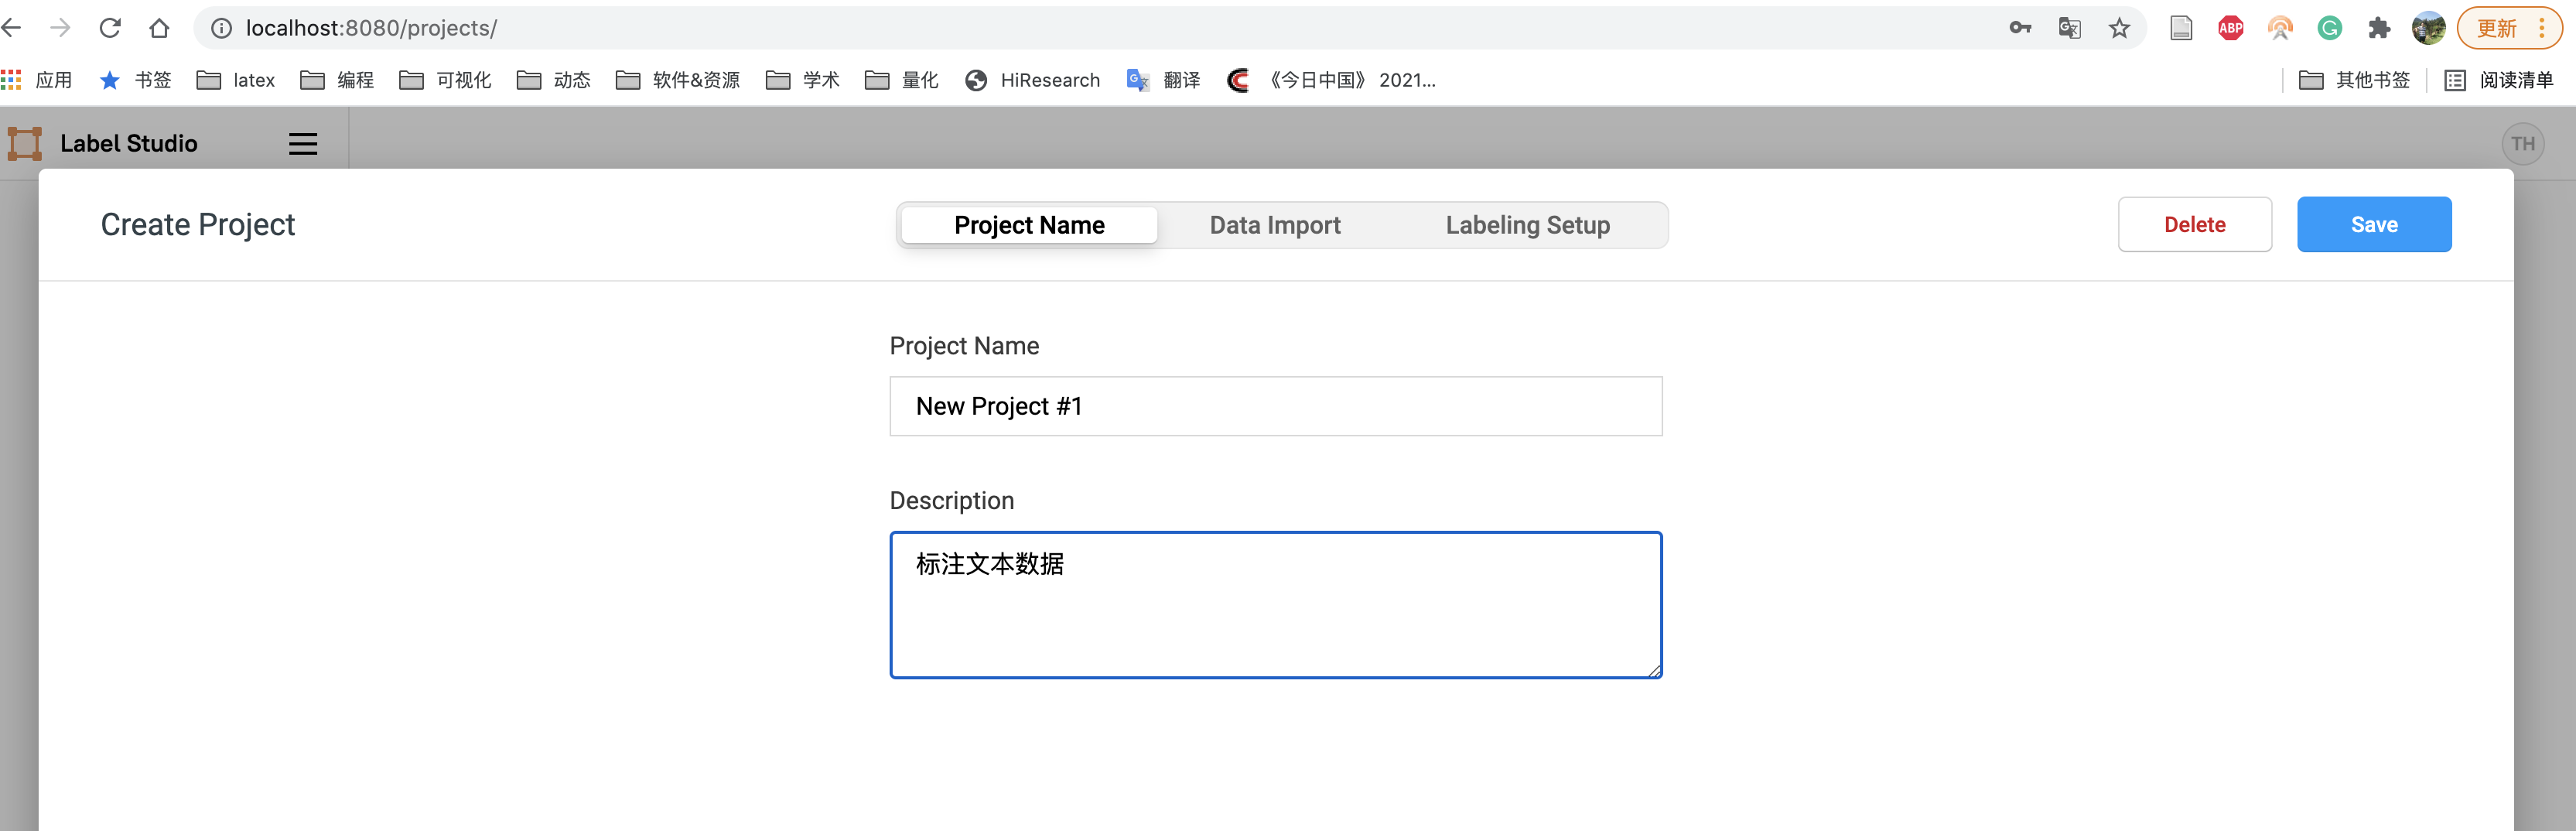 localhost:8080/projects/
ABP
更新
应用 书签 latex 编程 可视化 动态 软件&资源 学术 量化 HiResearch 翻译 《今日中国》 2021... 其他书签 阅读清单
Label Studio
TH
Create Project
Project Name Data Import Labeling Setup
Delete Save
Project Name
New Project #1
Description
标注文本数据